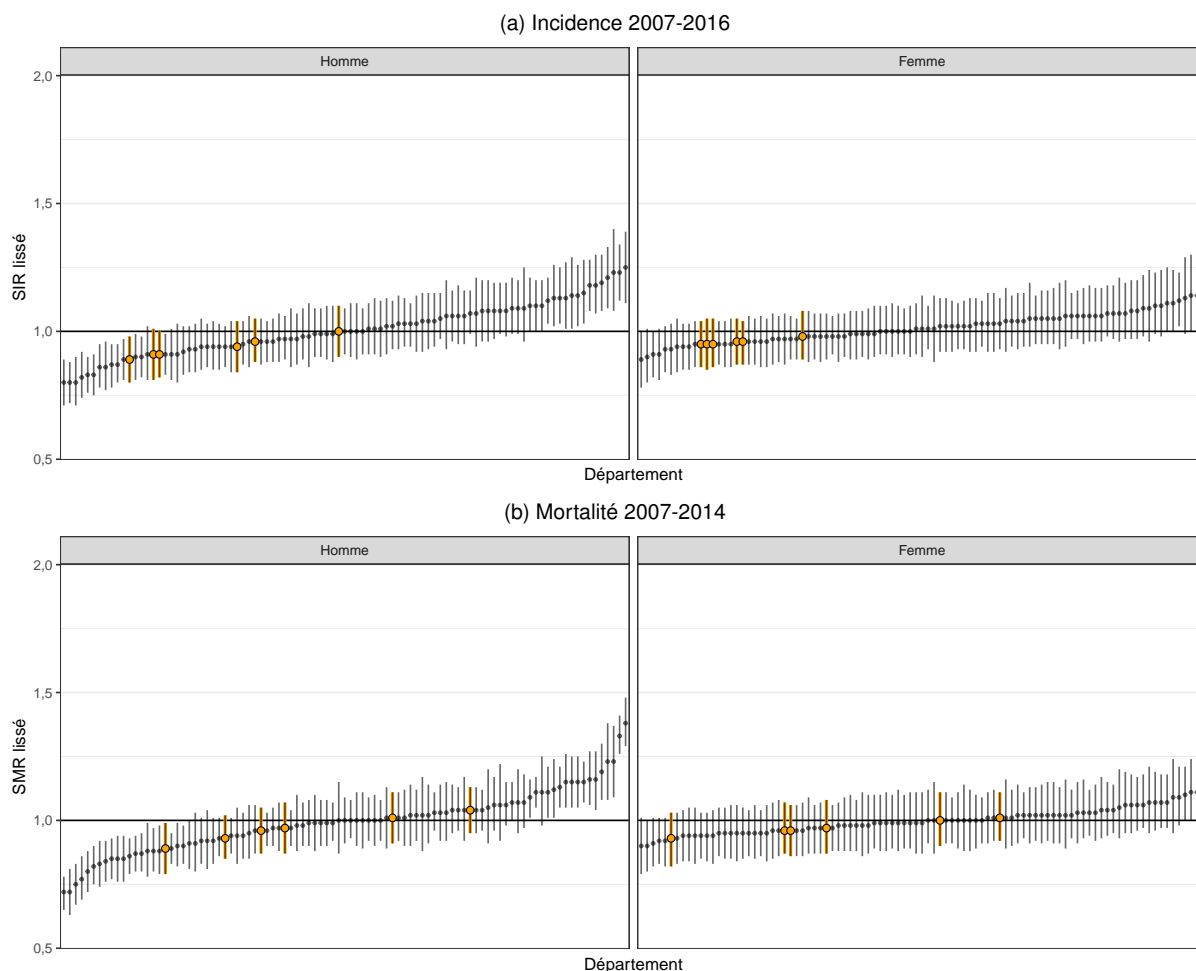 (a) Incidence 2007-2016
Homme
Femme
2,0
1,5
1,0
0,5
SIR lissé
Département
(b) Mortalité 2007-2014
Homme
Femme
2,0
1,5
1,0
0,5
SMR lissé
Département